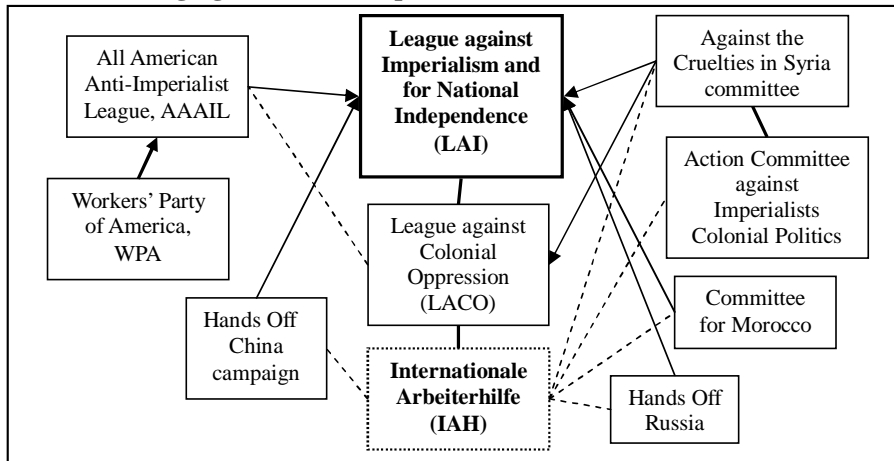 All American
Anti-Imperialist
League, AAAIL
League against
Imperialism and
for National
Independence
(LAI)
Against the
Cruelties in Syria
committee
Workers’ Party
of America,
WPA
League against
Colonial
Oppression
(LACO)
Action Committee
against
Imperialists
Colonial Politics
Hands Off
China
campaign
Internationale
Arbeiterhilfe
(IAH)
Committee
for Morocco
Hands Off
Russia